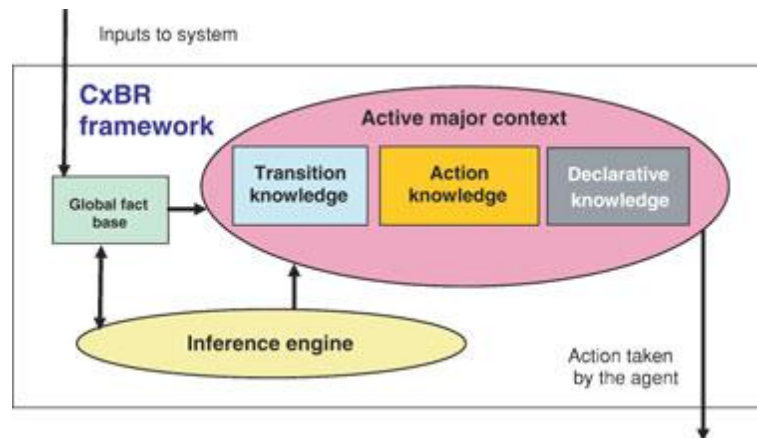 Inputs to system
CxBR
framework
Active major context
Transition
knowledge
Action
knowledge
Declarative
knowledge
Global fact
base
Inference engine
Action taken
by the agent